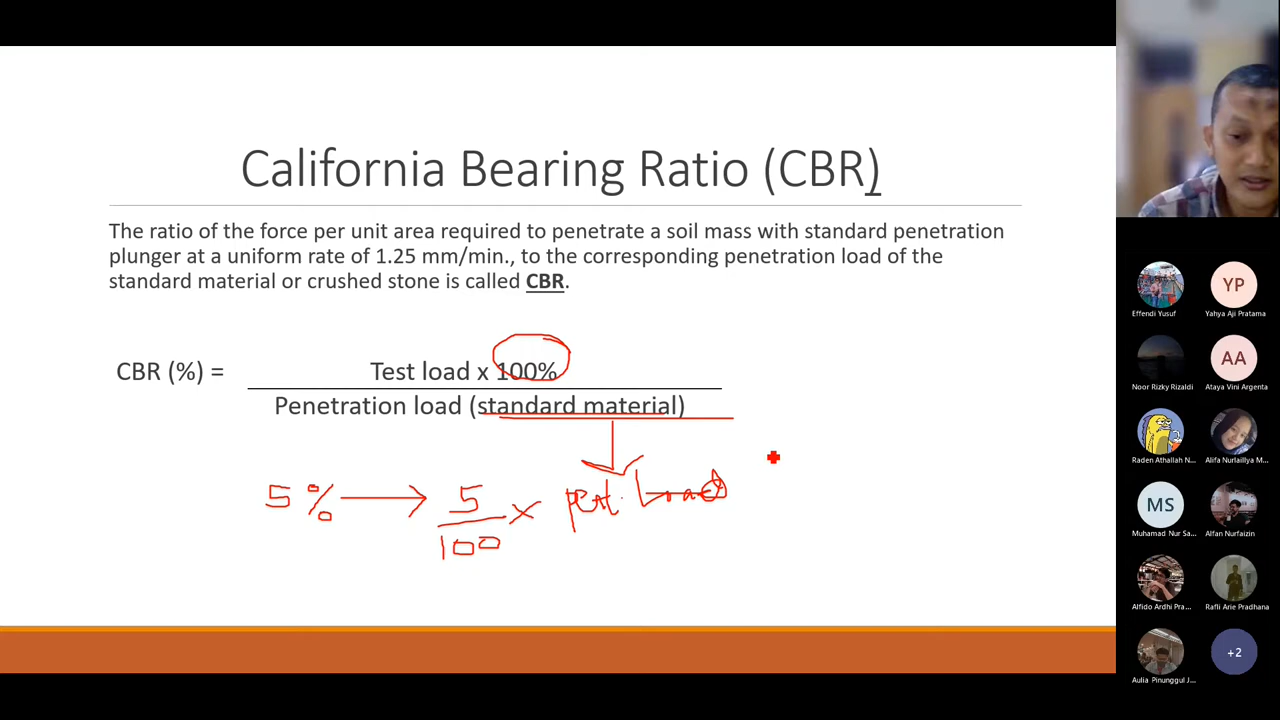 California Bearing Ratio (CBR)
The ratio of the force per unit area required to penetrate a soil mass with standard penetration
plunger at a uniform rate of 1.25 mm/min., to the corresponding penetration load of the
standard material or crushed stone is called CBR.
CBR (%) =
Test load x 100%
Penetration load (standard material)
5 % → 5/100 x pent. Load
Effendi Yusuf
YP
Yahya Aji Pratama
Noor Rizky Rizaldi
AA
Ataya Vini Argenta
Raden Athallah N...
Alifa Nurlaillya M...
MS
Muhamad Nur Sa...
Alfan Nurfaizin
Alfido Ardhi Pra...
Rafli Arie Pradhana
Aulia Pinunggul J...
+2